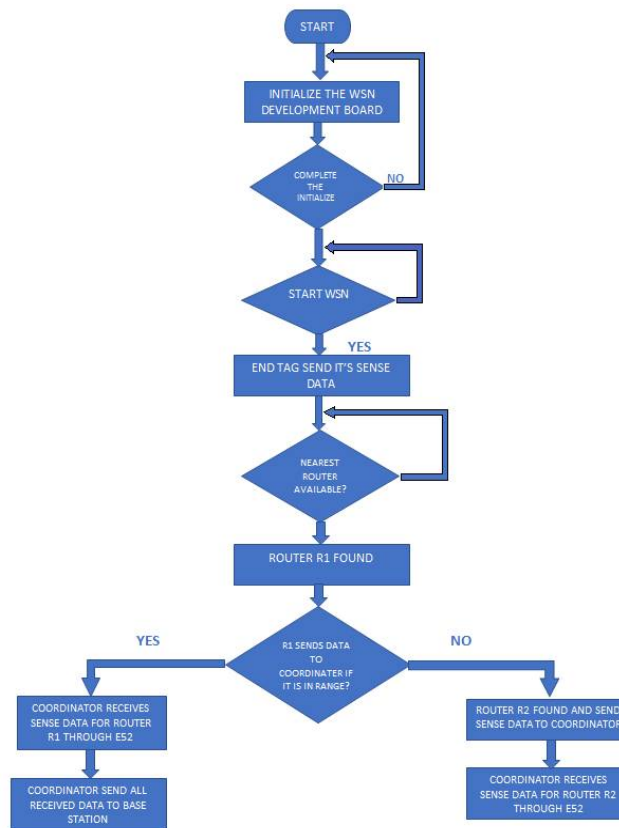 START
INITIALIZE THE WSN
DEVELOPMENT BOARD
COMPLETE
THE
INITIALIZE
NO
START WSN
YES
END TAG SEND IT'S SENSE
DATA
NEAREST
ROUTER
AVAILABLE?
ROUTER R1 FOUND
YES
R1 SENDS DATA
TO
COORDINATER IF
IT IS IN RANGE?
NO
COORDINATOR RECEIVES
SENSE DATA FOR ROUTER
R1 THROUGH E52
ROUTER R2 FOUND AND SEND
SENSE DATA TO COORDINATOR
COORDINATOR SEND ALL
RECEIVED DATA TO BASE
STATION
COORDINATOR RECEIVES
SENSE DATA FOR ROUTER R2
THROUGH E52